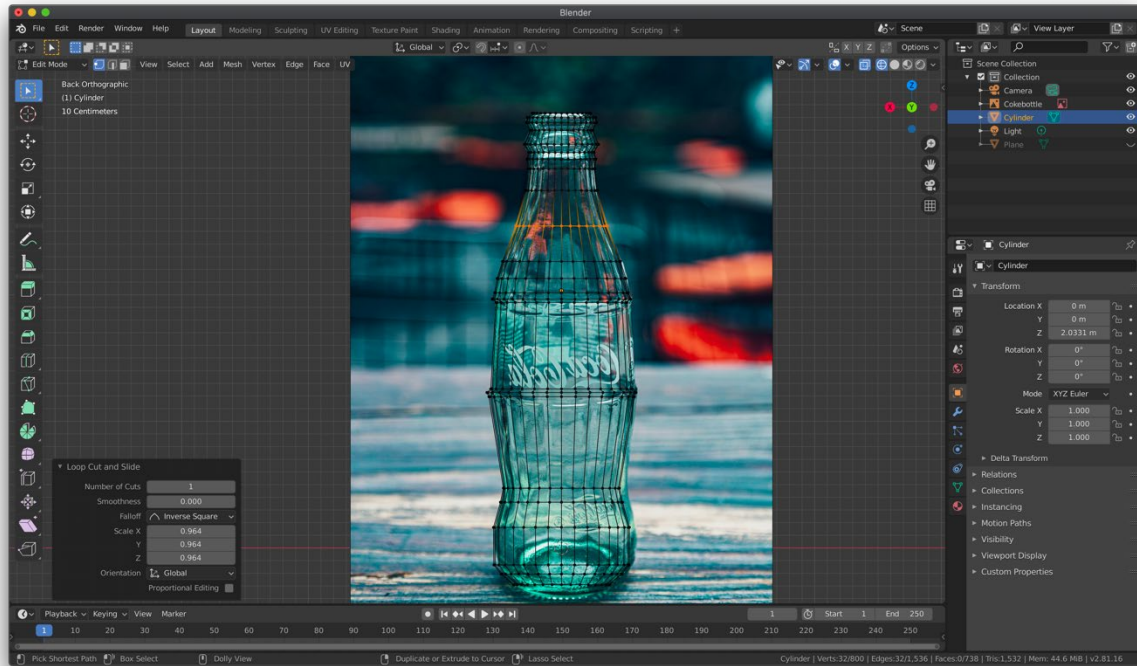 Blender
File Edit Render Window Help Layout Modeling Sculpting UV Editing Texture Paint Shading Animation Rendering Compositing Scripting + Scene View Layer
Global X Y Z Options
Edit Mode View Select Add Mesh Vertex Edge Face UV
Back Orthographic
(1) Cylinder
10 Centimeters
Z
X Y
Coca-Cola
Loop Cut and Slide
Number of Cuts 1
Smoothness 0.000
Falloff Inverse Square
Scale X 0.964
Y 0.964
Z 0.964
Orientation Global
Proportional Editing
Scene Collection
Collection
Camera
Cokebottle
Cylinder
Light
Plane
Cylinder
Cylinder
Transform
Location X 0 m
Y 0 m
Z 2.0331 m
Rotation X 0°
Y 0°
Z 0°
Mode XYZ Euler
Scale X 1.000
Y 1.000
Z 1.000
Delta Transform
Relations
Collections
Instancing
Motion Paths
Visibility
Viewport Display
Custom Properties
Playback Keying View Marker 1 Start 1 End 250
1 10 20 30 40 50 60 70 80 90 100 110 120 130 140 150 160 170 180 190 200 210 220 230 240 250
Pick Shortest Path Box Select Dolly View Duplicate or Extrude to Cursor Lasso Select Cylinder | Verts:32/800 | Edges:32/1,536 | Faces:0/738 | Tris:1,532 | Mem: 44.6 MiB | v2.81.16